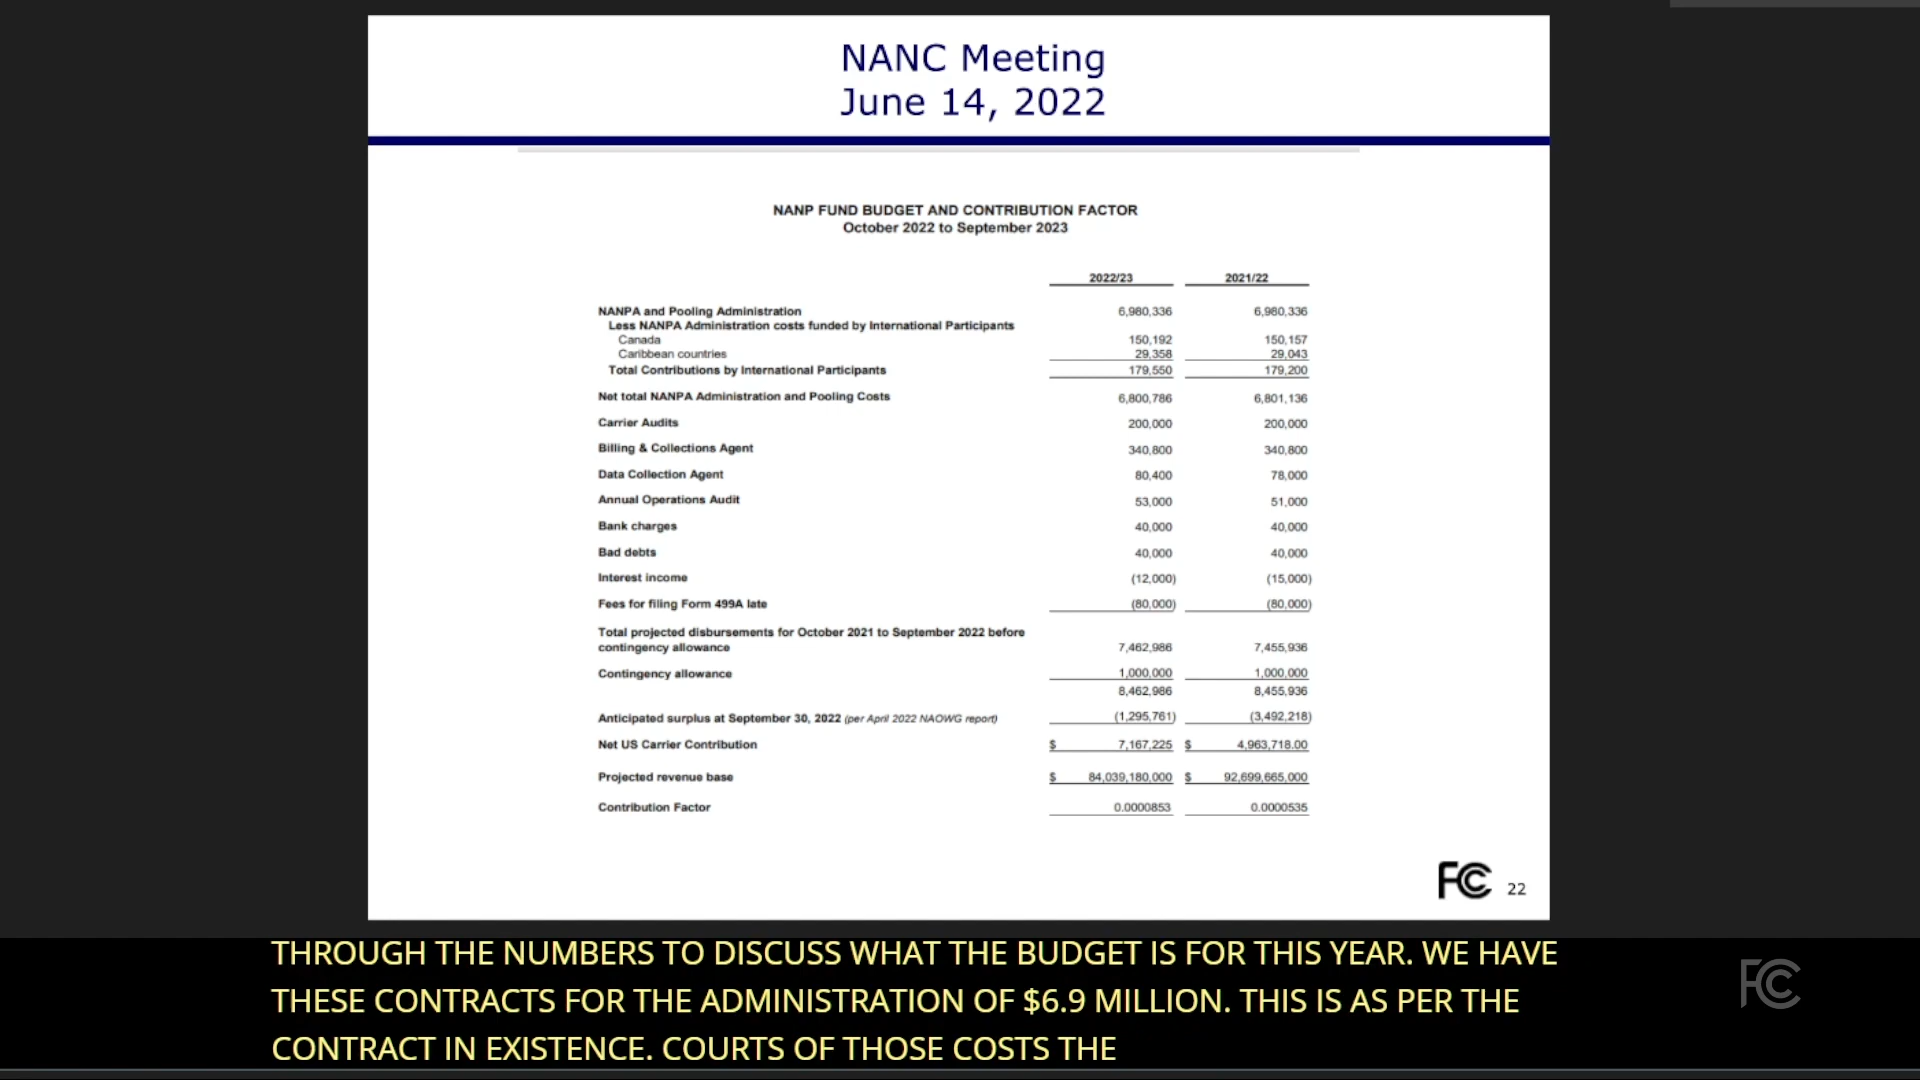 NANC Meeting
June 14, 2022
NANP FUND BUDGET AND CONTRIBUTION FACTOR
October 2022 to September 2023
2022/23 2021/22
NANPA and Pooling Administration 6,980,336 6,980,336
Less NANPA Administration costs funded by International Participants
Canada 150,192 150,157
Caribbean countries 29,358 29,043
Total Contributions by International Participants 179,550 179,200
Net total NANPA Administration and Pooling Costs 6,800,786 6,801,136
Carrier Audits 200,000 200,000
Billing & Collections Agent 340,800 340,800
Data Collection Agent 80,400 78,000
Annual Operations Audit 53,000 51,000
Bank charges 40,000 40,000
Bad debts 40,000 40,000
Interest income (12,000) (15,000)
Fees for filing Form 499A late (80,000) (80,000)
Total projected disbursements for October 2021 to September 2022 before
contingency allowance 7,462,986 7,455,936
Contingency allowance 1,000,000 1,000,000
8,462,986 8,455,936
Anticipated surplus at September 30, 2022 (per April 2022 NAOWG report) (1,295,761) (3,492,218)
Net US Carrier Contribution $ 7,167,225 $ 4,963,718.00
Projected revenue base $ 84,039,180,000 $ 92,699,665,000
Contribution Factor 0.0000853 0.0000535
FCC 22
THROUGH THE NUMBERS TO DISCUSS WHAT THE BUDGET IS FOR THIS YEAR. WE HAVE
THESE CONTRACTS FOR THE ADMINISTRATION OF $6.9 MILLION. THIS IS AS PER THE
CONTRACT IN EXISTENCE. COURTS OF THOSE COSTS THE
FCC